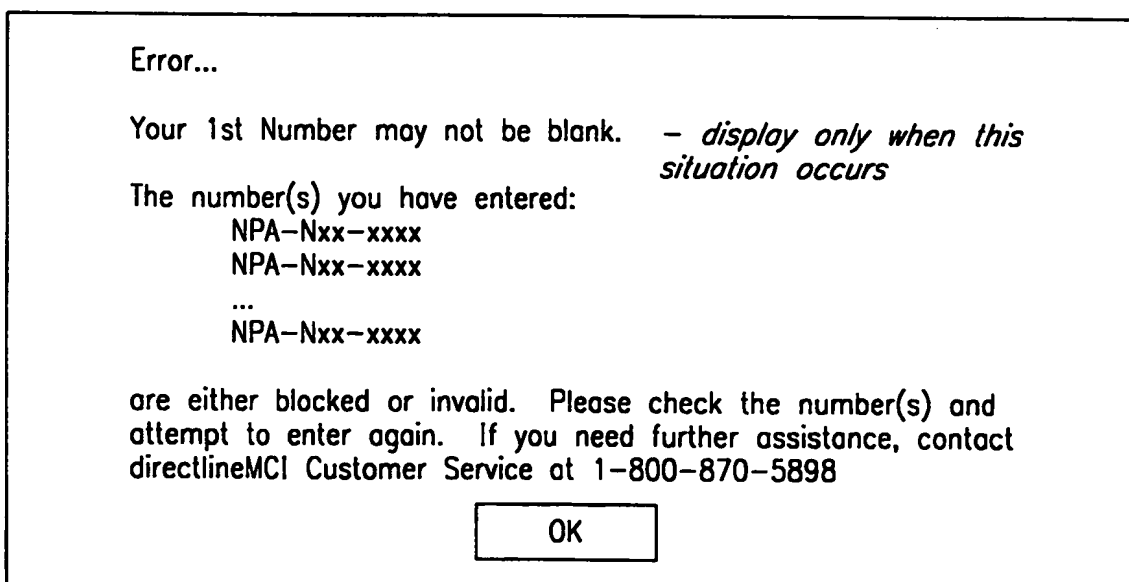 Error...
Your 1st Number may not be blank. – display only when this
situation occurs
The number(s) you have entered:
NPA–Nxx–xxxx
NPA–Nxx–xxxx
...
NPA–Nxx–xxxx
are either blocked or invalid. Please check the number(s) and
attempt to enter again. If you need further assistance, contact
directlineMCI Customer Service at 1–800–870–5898
OK